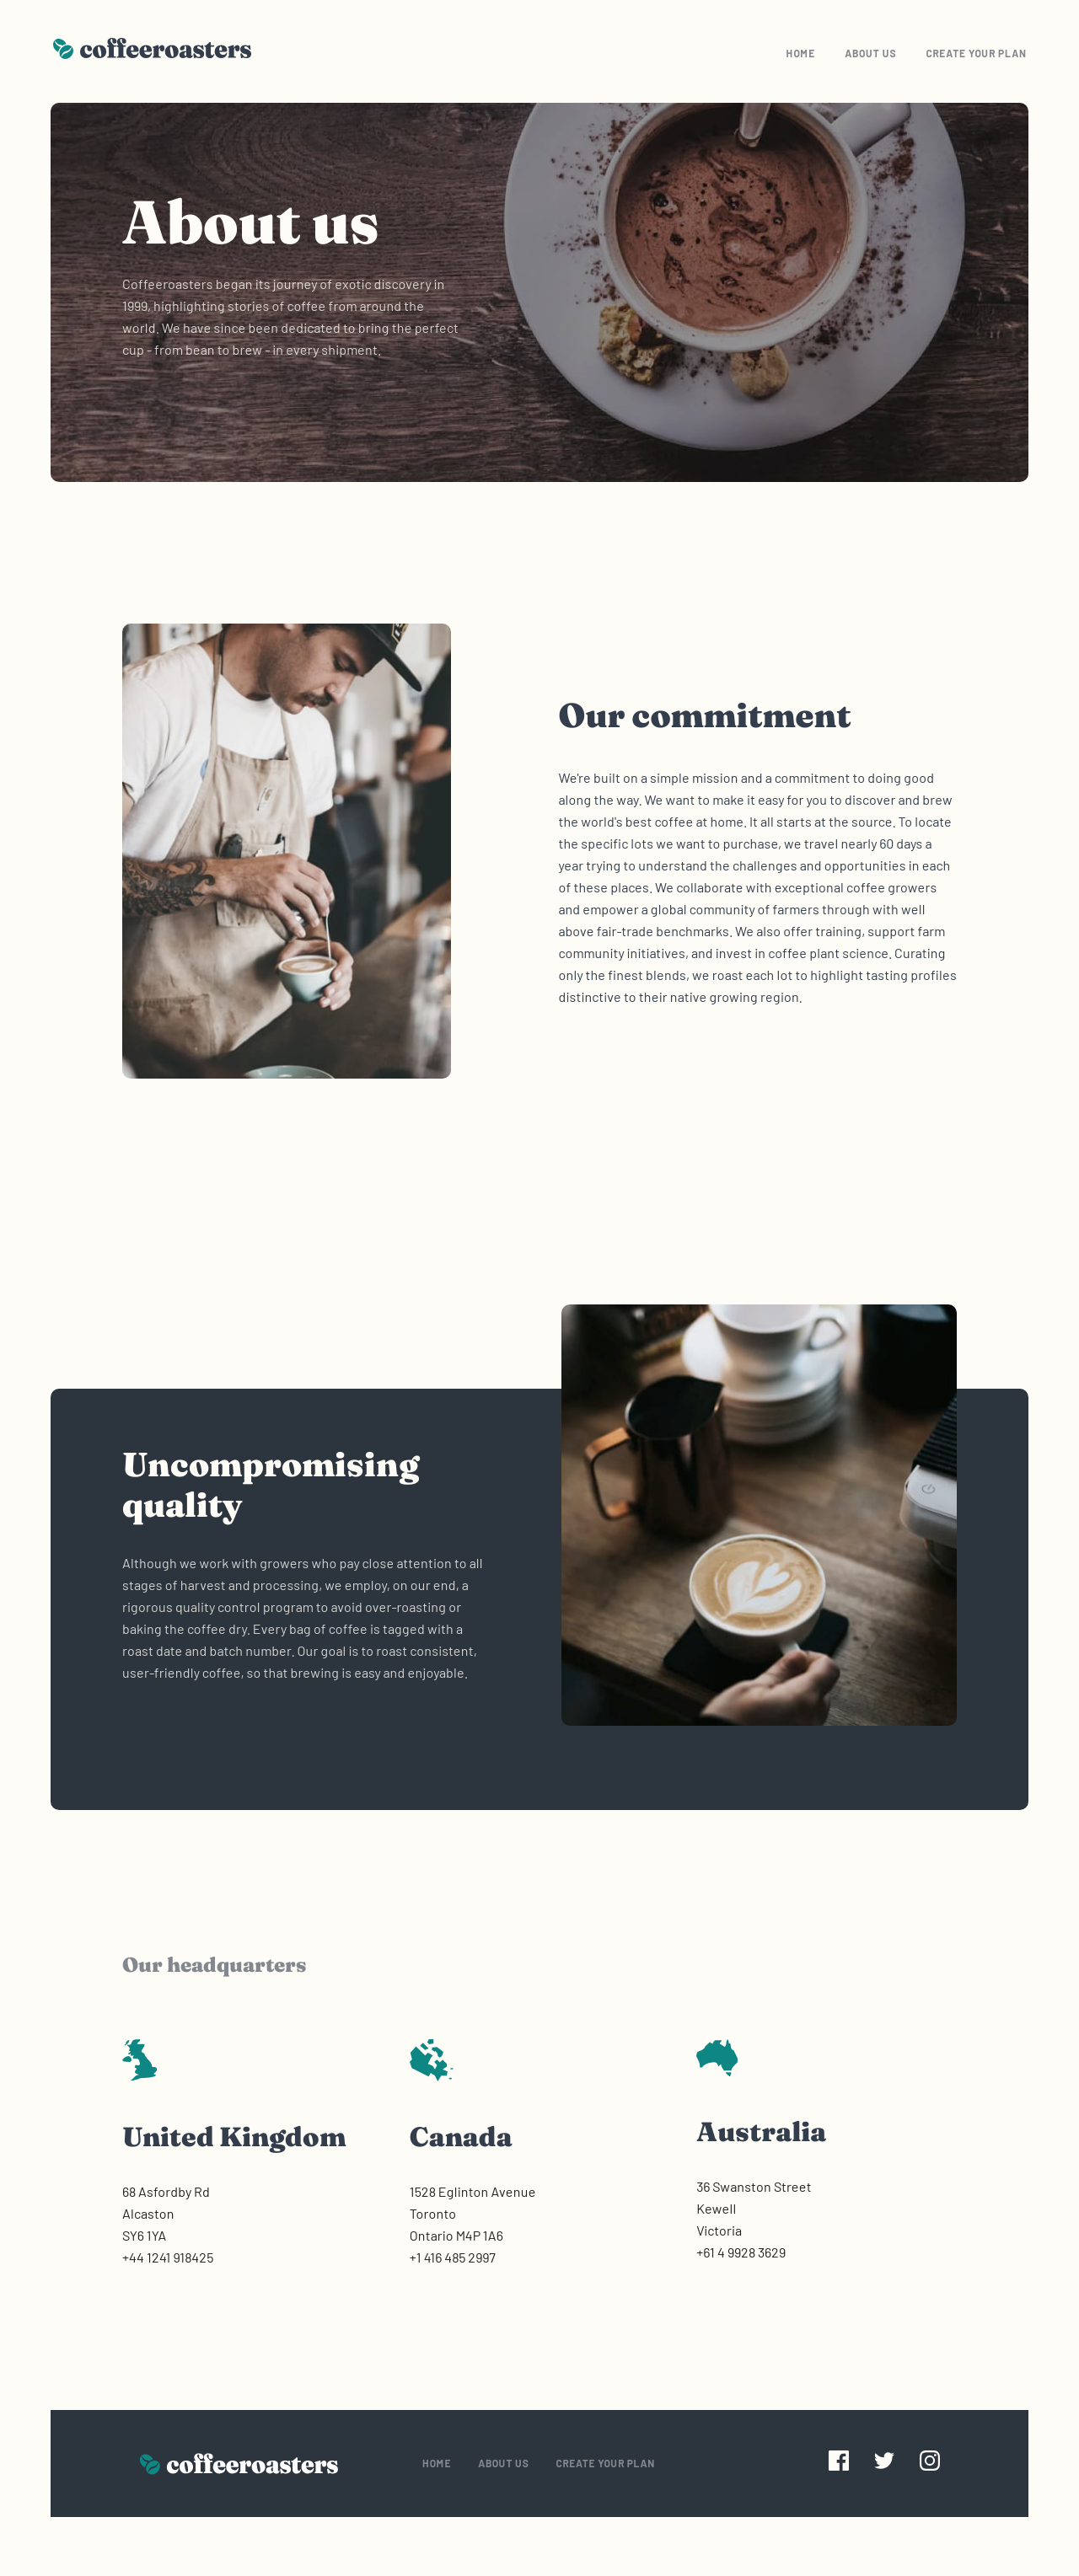 coffeeroasters
HOME ABOUT US CREATE YOUR PLAN
About us
Coffeeroasters began its journey of exotic discovery in
1999, highlighting stories of coffee from around the
world. We have since been dedicated to bring the perfect
cup - from bean to brew - in every shipment.
Our commitment
We're built on a simple mission and a commitment to doing good
along the way. We want to make it easy for you to discover and brew
the world's best coffee at home. It all starts at the source. To locate
the specific lots we want to purchase, we travel nearly 60 days a
year trying to understand the challenges and opportunities in each
of these places. We collaborate with exceptional coffee growers
and empower a global community of farmers through with well
above fair-trade benchmarks. We also offer training, support farm
community initiatives, and invest in coffee plant science. Curating
only the finest blends, we roast each lot to highlight tasting profiles
distinctive to their native growing region.
Uncompromising
quality
Although we work with growers who pay close attention to all
stages of harvest and processing, we employ, on our end, a
rigorous quality control program to avoid over-roasting or
baking the coffee dry. Every bag of coffee is tagged with a
roast date and batch number. Our goal is to roast consistent,
user-friendly coffee, so that brewing is easy and enjoyable.
Our headquarters
United Kingdom
68 Asfordby Rd
Alcaston
SY6 1YA
+44 1241 918425
Canada
1528 Eglinton Avenue
Toronto
Ontario M4P 1A6
+1 416 485 2997
Australia
36 Swanston Street
Kewell
Victoria
+61 4 9928 3629
coffeeroasters
HOME ABOUT US CREATE YOUR PLAN